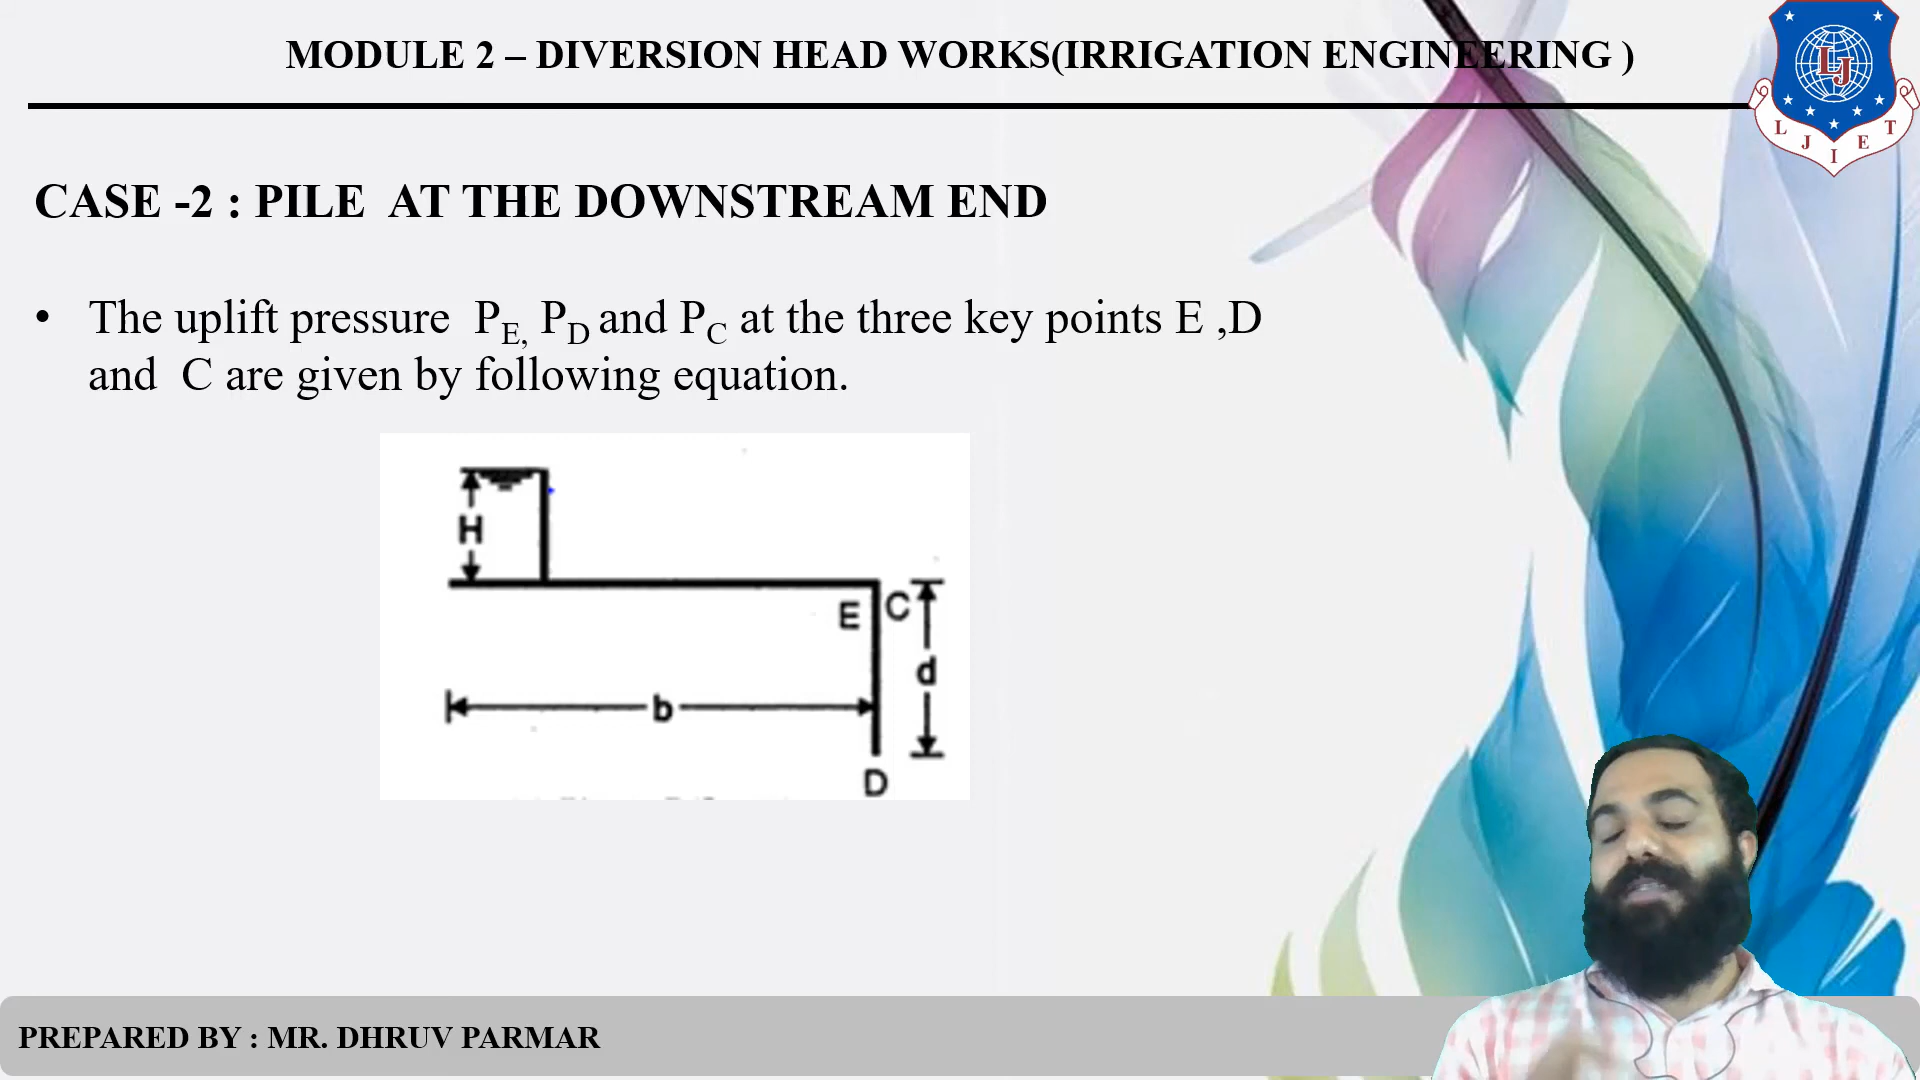 MODULE 2 – DIVERSION HEAD WORKS(IRRIGATION ENGINEERING )
LJ
L J I E T
CASE -2 : PILE AT THE DOWNSTREAM END
• The uplift pressure PE, PD and PC at the three key points E ,D
and C are given by following equation.
H
E C
d
b
D
PREPARED BY : MR. DHRUV PARMAR